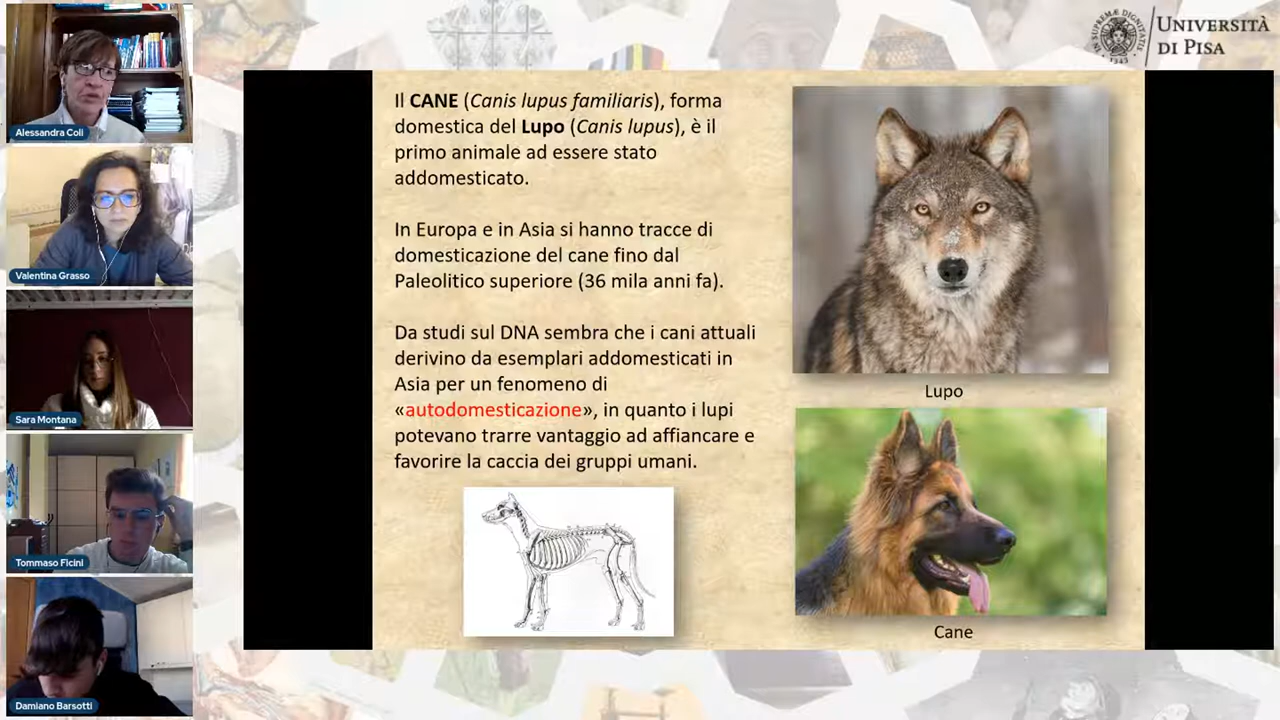 UNIVERSITÀ
DI PISA
IN SUPREMÆ DIGNITATIS
1343
Il CANE (Canis lupus familiaris), forma
domestica del Lupo (Canis lupus), è il
primo animale ad essere stato
addomesticato.
In Europa e in Asia si hanno tracce di
domesticazione del cane fino dal
Paleolitico superiore (36 mila anni fa).
Da studi sul DNA sembra che i cani attuali
derivino da esemplari addomesticati in
Asia per un fenomeno di
«autodomesticazione», in quanto i lupi
potevano trarre vantaggio ad affiancare e
favorire la caccia dei gruppi umani.
Lupo
Cane
Alessandra Coli
Valentina Grasso
Sara Montana
Tommaso Ficini
Damiano Barsotti